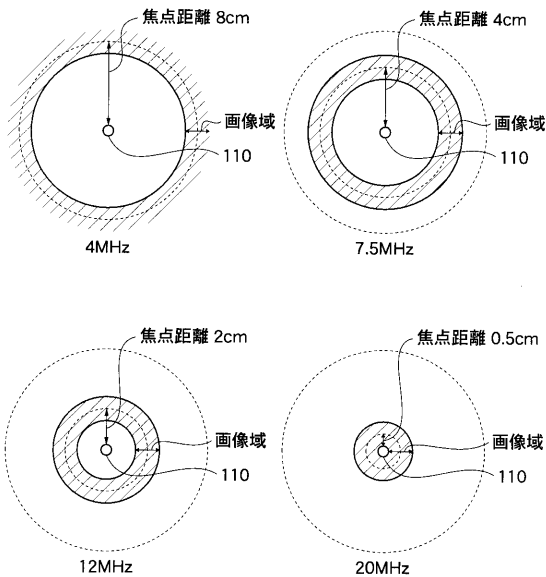 焦点距離 8cm
画像域
110
4MHz
焦点距離 4cm
画像域
110
7.5MHz
焦点距離 2cm
画像域
110
12MHz
焦点距離 0.5cm
画像域
110
20MHz